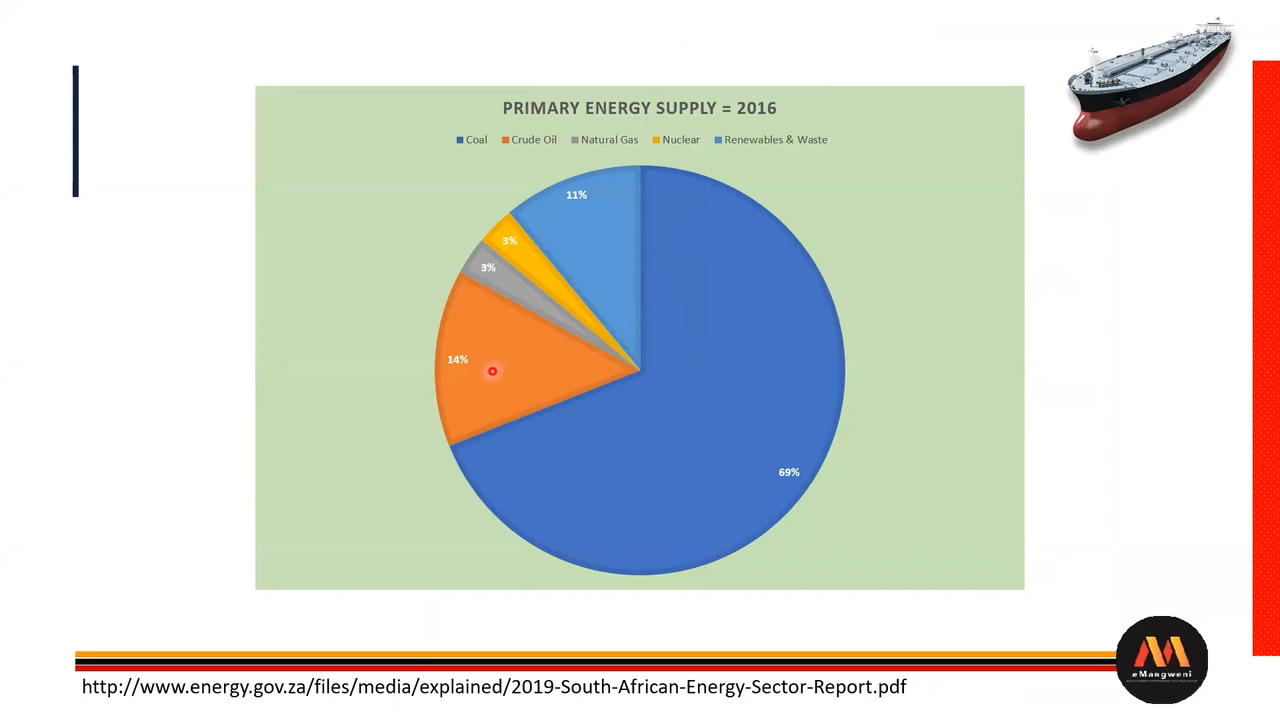 PRIMARY ENERGY SUPPLY = 2016
Coal Crude Oil Natural Gas Nuclear Renewables & Waste
11%
3%
3%
14%
69%
eMangweni
http://www.energy.gov.za/files/media/explained/2019-South-African-Energy-Sector-Report.pdf